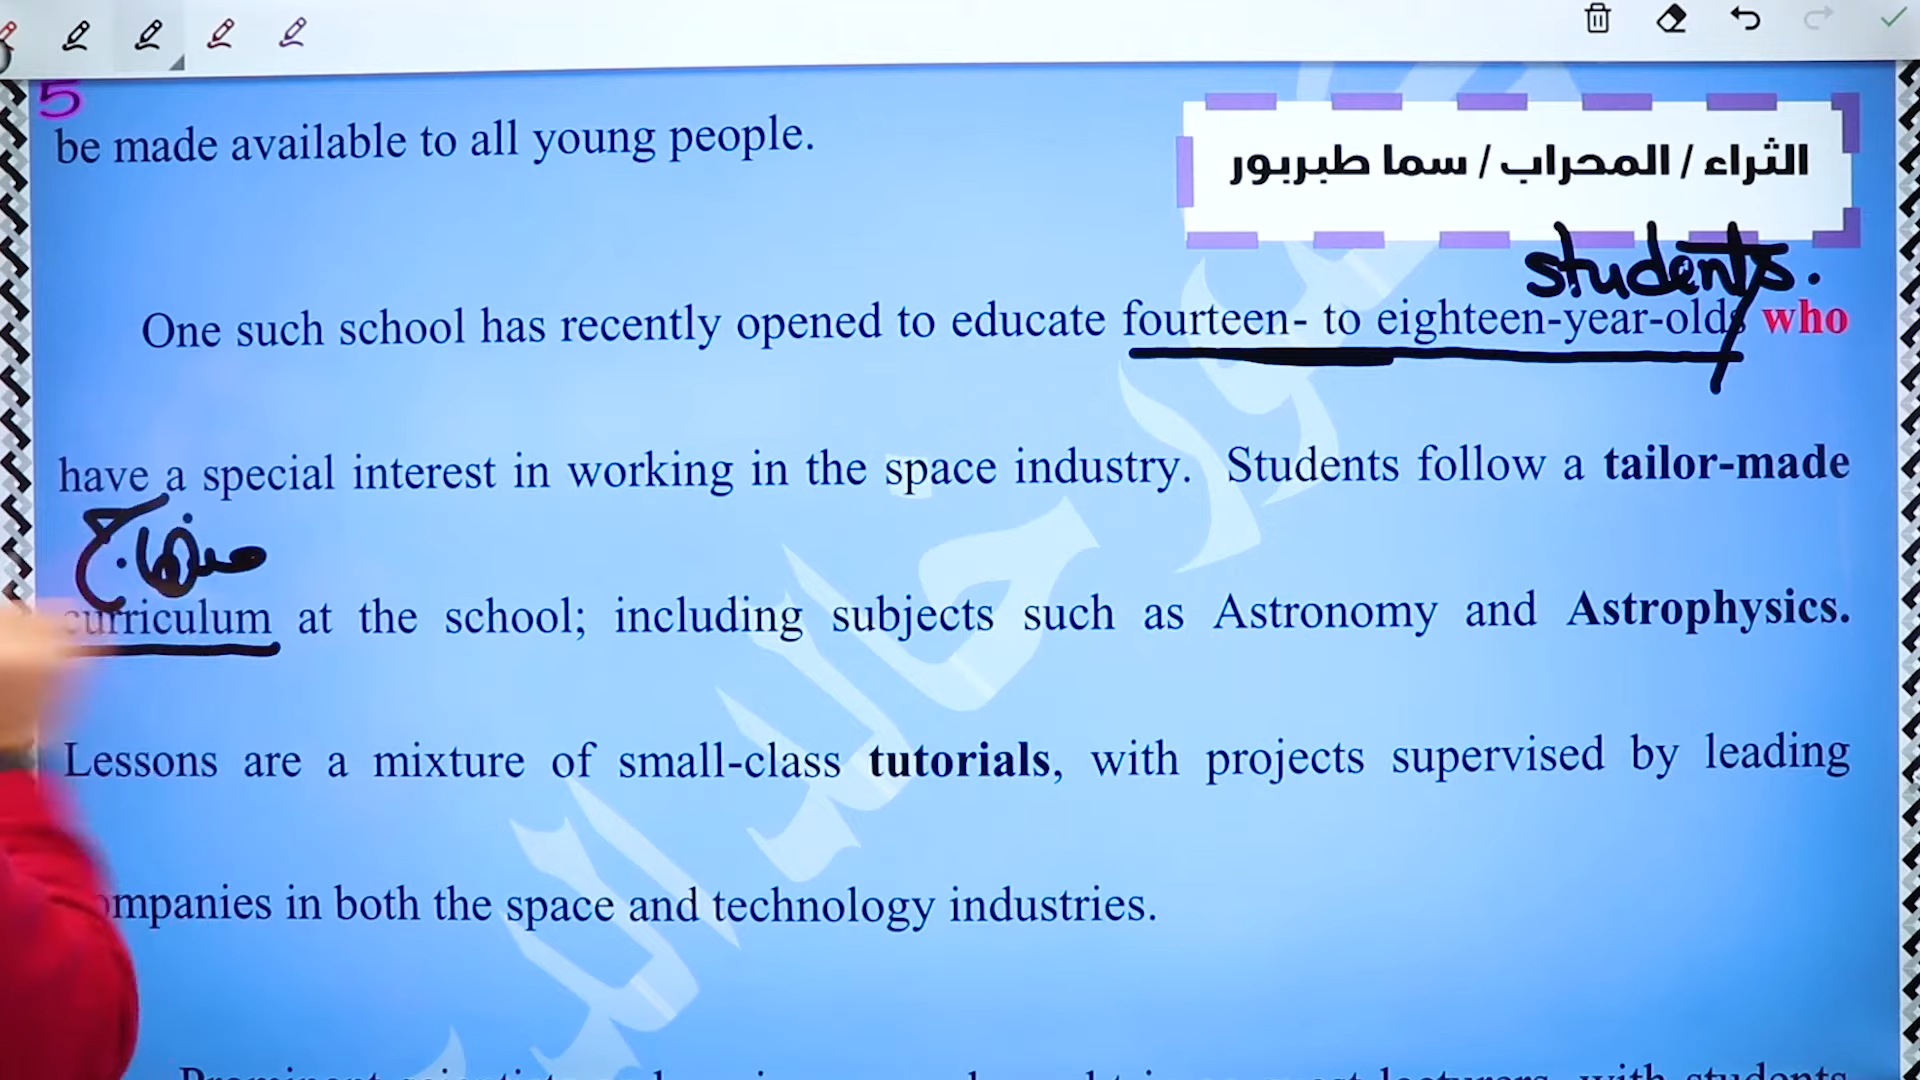 5
be made available to all young people.
الثراء / المحراب / سما طبربور
students.
One such school has recently opened to educate fourteen- to eighteen-year-olds who
have a special interest in working in the space industry. Students follow a tailor-made
منهاج
curriculum at the school; including subjects such as Astronomy and Astrophysics.
Lessons are a mixture of small-class tutorials, with projects supervised by leading
companies in both the space and technology industries.
with students